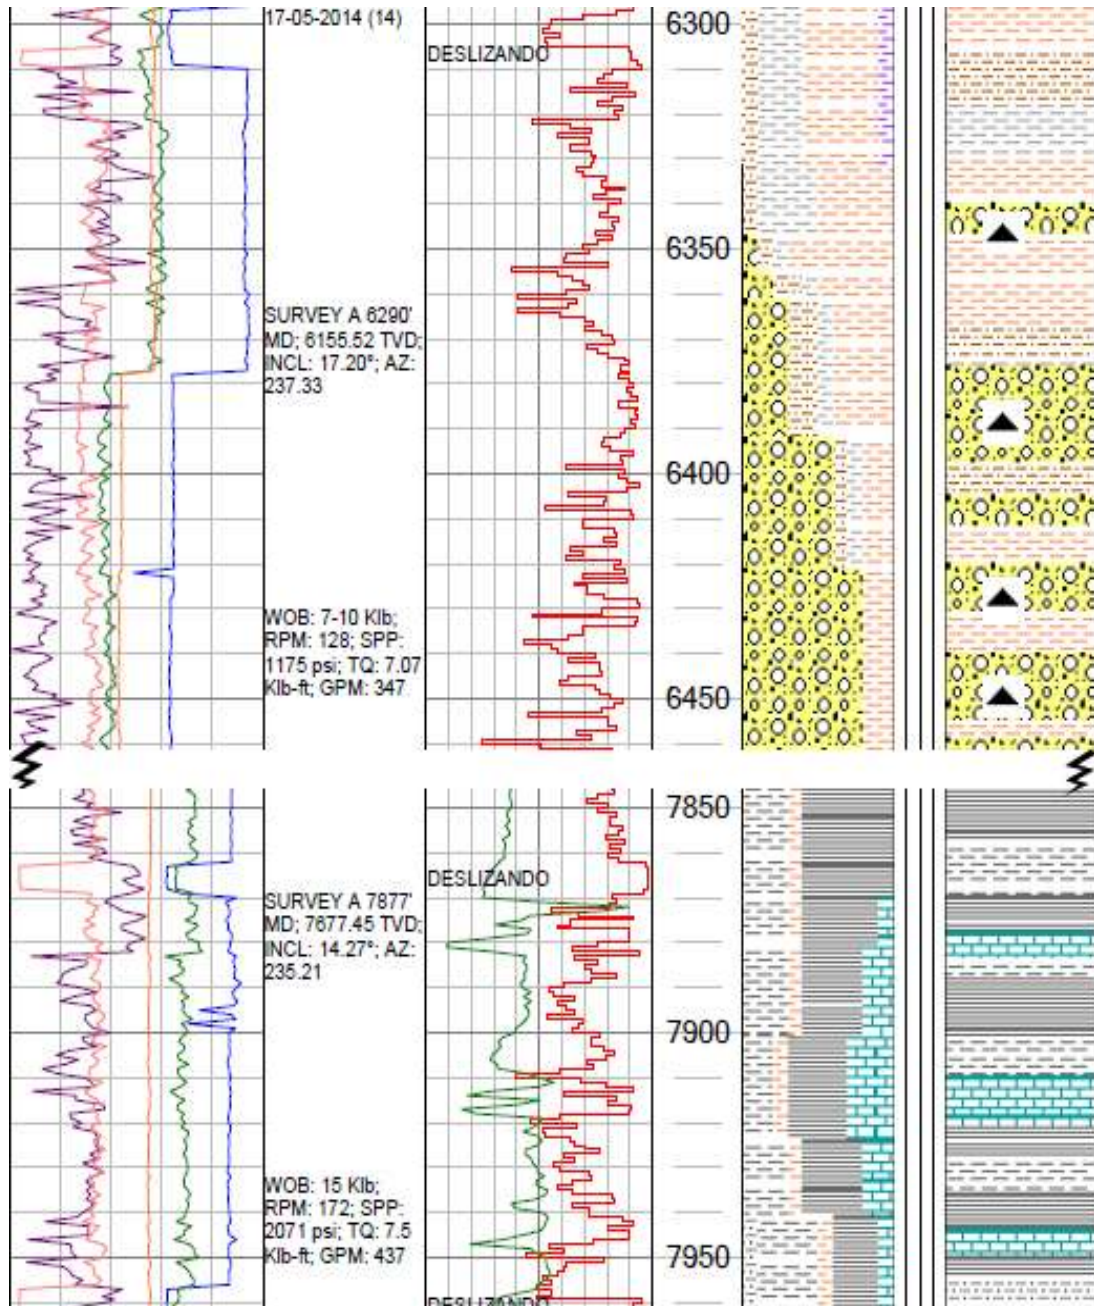 17-05-2014 (14)
DESLIZANDO
6300
6350
SURVEY A 6290'
MD; 6155.52 TVD;
INCL: 17.20°; AZ:
237.33
6400
WOB: 7-10 Klb;
RPM: 128; SPP:
1175 psi; TQ: 7.07
Klb-ft; GPM: 347
6450
7850
DESLIZANDO
SURVEY A 7877'
MD; 7677.45 TVD;
INCL: 14.27°; AZ:
235.21
7900
WOB: 15 Klb;
RPM: 172; SPP:
2071 psi; TQ: 7.5
Klb-ft; GPM: 437
7950
DESLIZANDO